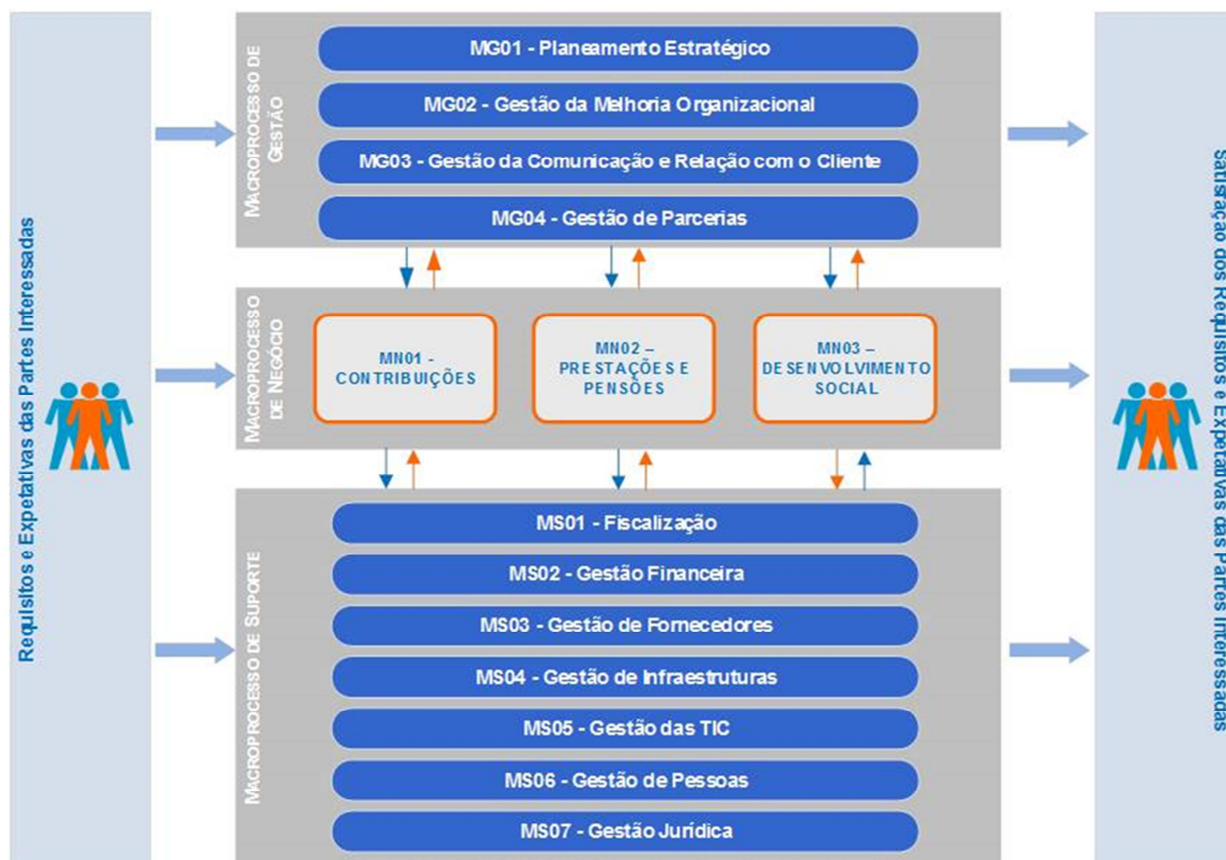 Requisitos e Expetativas das Partes Interessadas
MACROPROCESSO DE
GESTÃO
MG01 - Planeamento Estratégico
MG02 - Gestão da Melhoria Organizacional
MG03 - Gestão da Comunicação e Relação com o Cliente
MG04 - Gestão de Parcerias
MACROPROCESSO
DE NEGÓCIO
MN01 -
CONTRIBUIÇÕES
MN02 –
PRESTAÇÕES E
PENSÕES
MN03 –
DESENVOLVIMENTO
SOCIAL
MACROPROCESSO DE SUPORTE
MS01 - Fiscalização
MS02 - Gestão Financeira
MS03 - Gestão de Fornecedores
MS04 - Gestão de Infraestruturas
MS05 - Gestão das TIC
MS06 - Gestão de Pessoas
MS07 - Gestão Jurídica
Satisfação dos Requisitos e Expetativas das Partes Interessadas